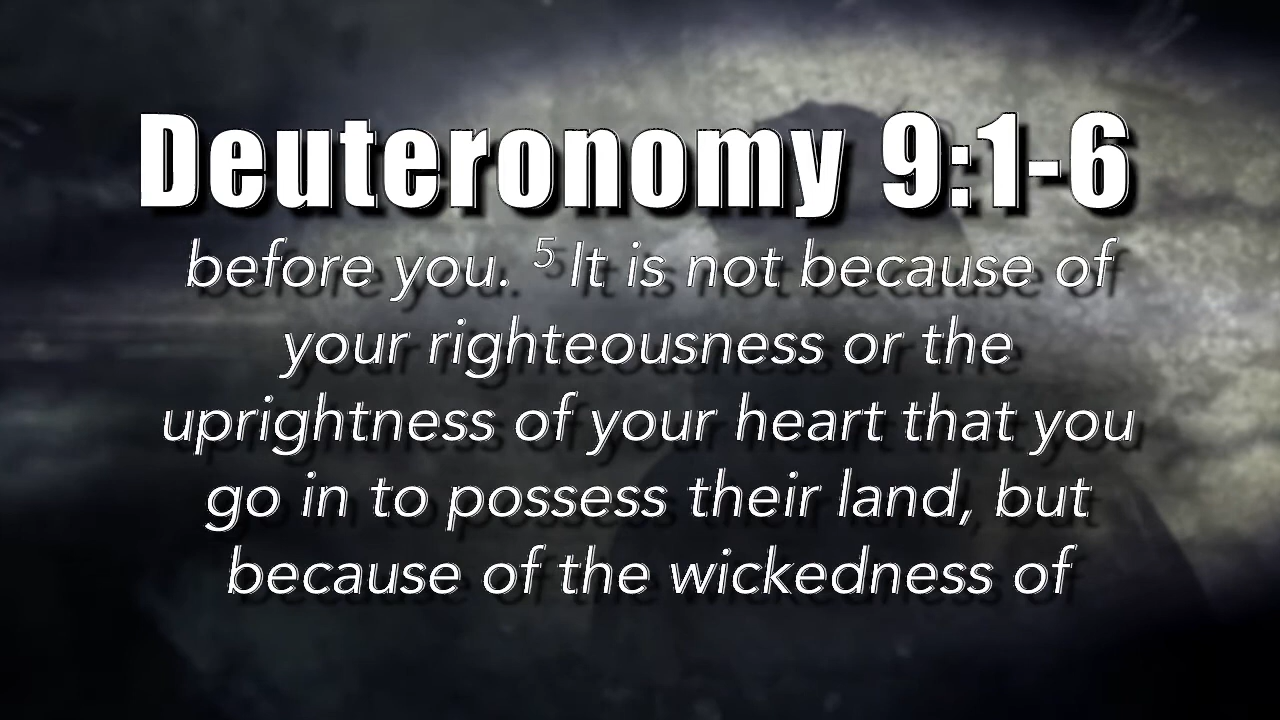 Deuteronomy 9:1-6
before you. 5 It is not because of
your righteousness or the
uprightness of your heart that you
go in to possess their land, but
because of the wickedness of